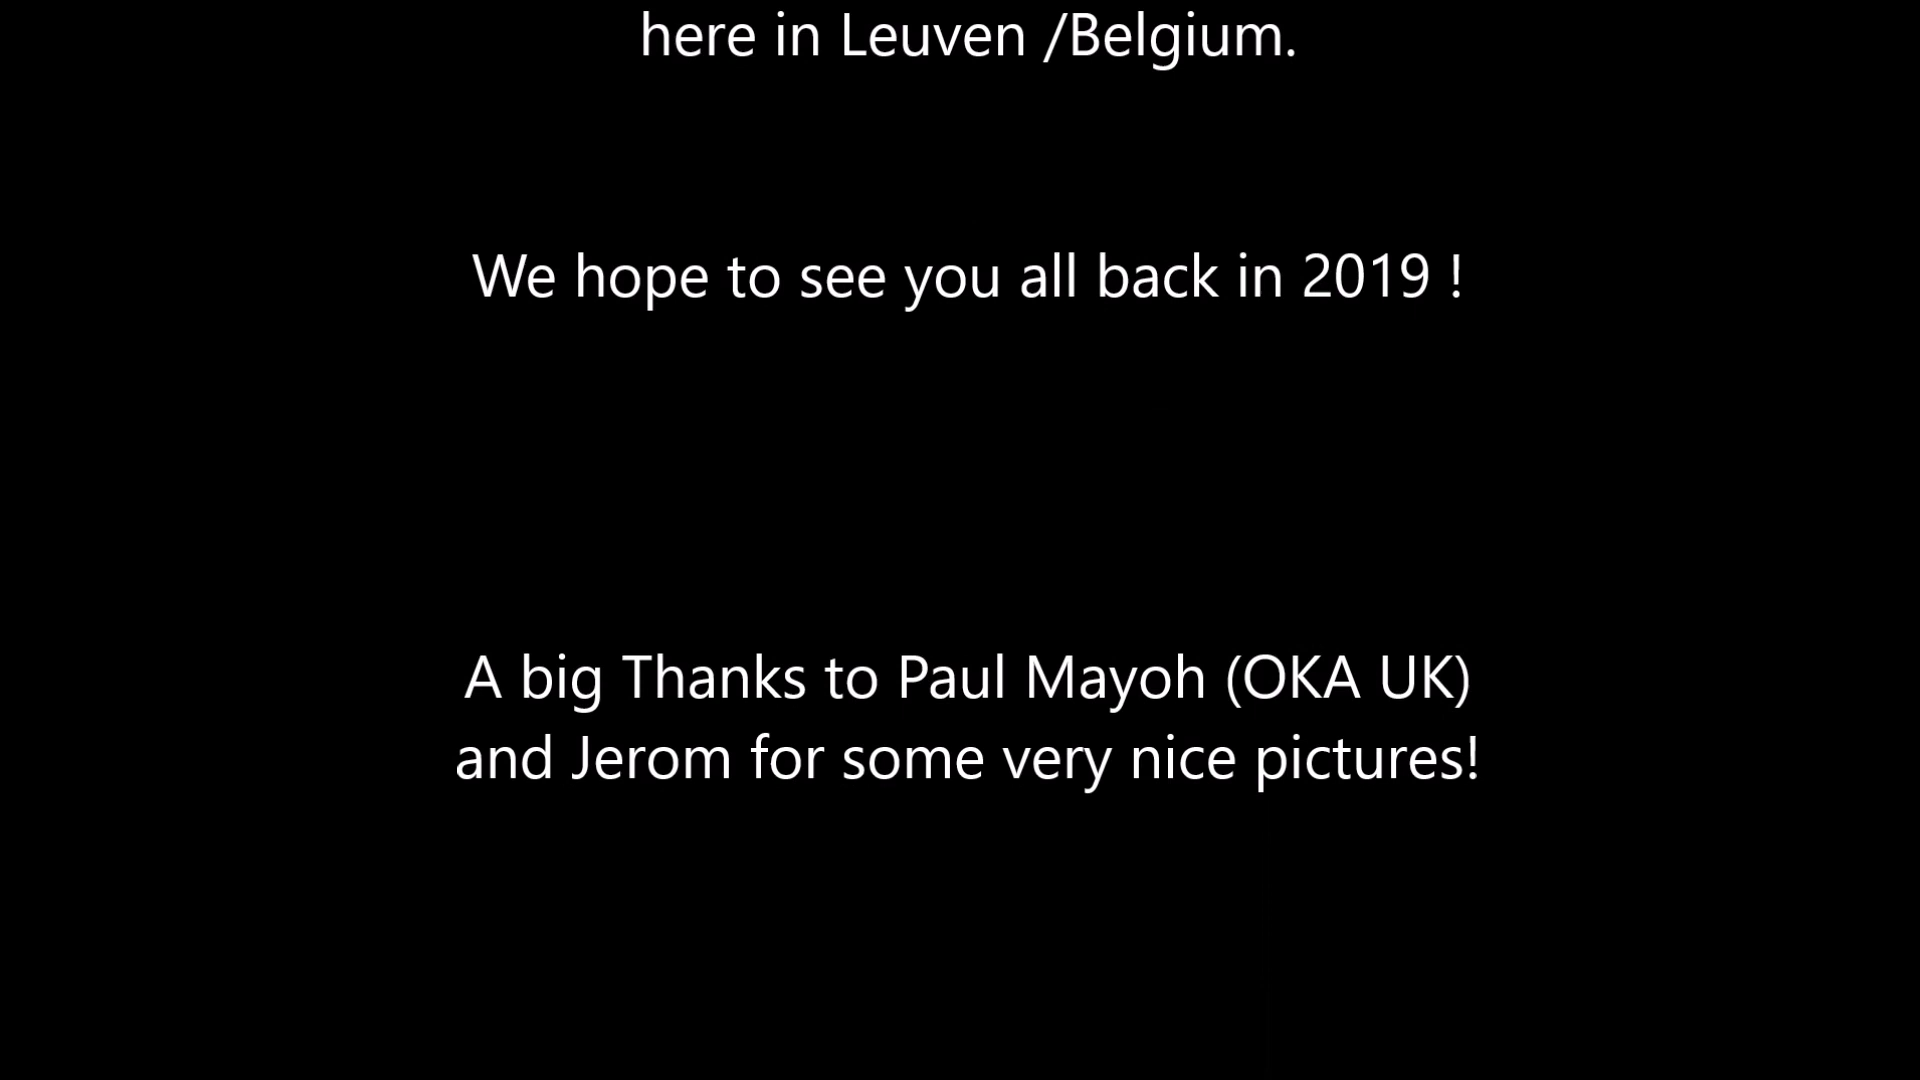 here in Leuven /Belgium.
We hope to see you all back in 2019 !
A big Thanks to Paul Mayoh (OKA UK)
and Jerom for some very nice pictures!